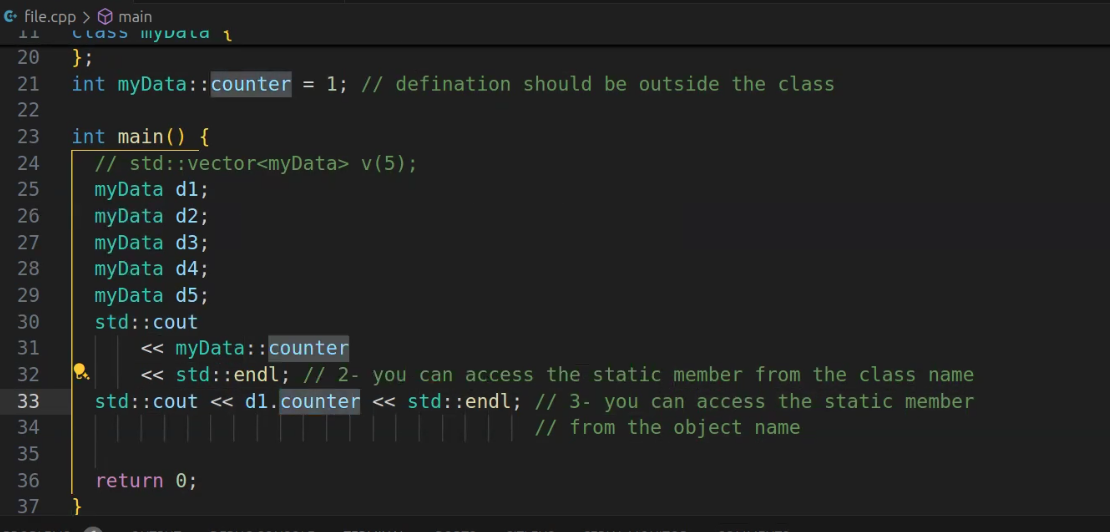 file.cpp > main
11 class myData {
20 };
21 int myData::counter = 1; // defination should be outside the class
22
23 int main() {
24 // std::vector<myData> v(5);
25 myData d1;
26 myData d2;
27 myData d3;
28 myData d4;
29 myData d5;
30 std::cout
31 << myData::counter
32 << std::endl; // 2- you can access the static member from the class name
33 std::cout << d1.counter << std::endl; // 3- you can access the static member
34 // from the object name
35
36 return 0;
37 }